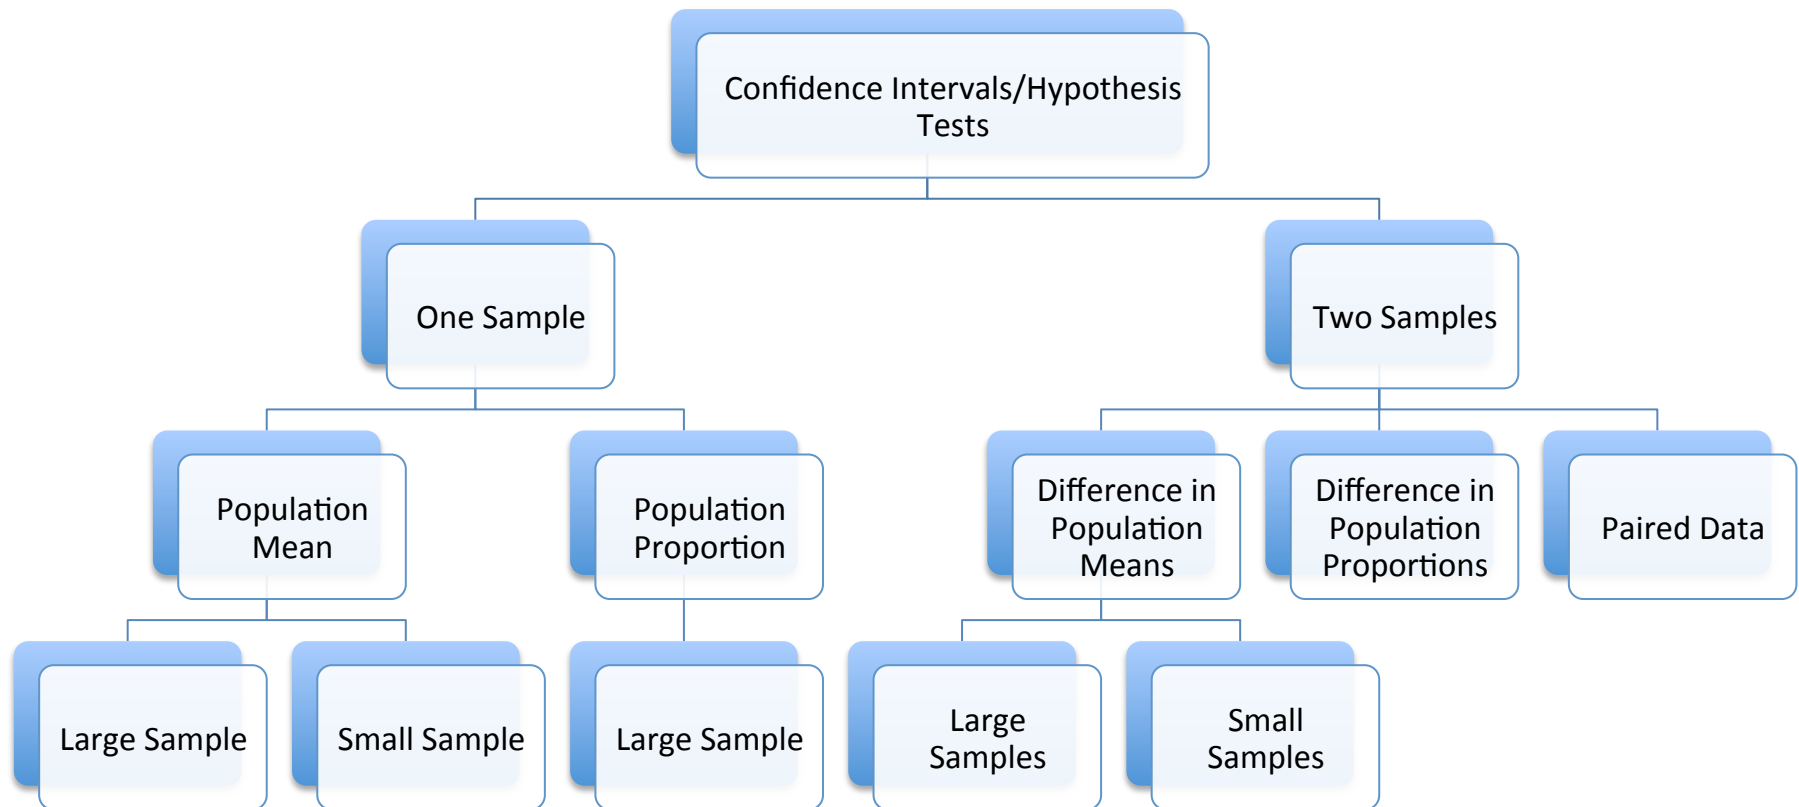 Confidence Intervals/Hypothesis
Tests
One Sample
Two Samples
Population
Mean
Population
Proportion
Difference in
Population
Means
Difference in
Population
Proportions
Paired Data
Large Sample
Small Sample
Large Sample
Large
Samples
Small
Samples